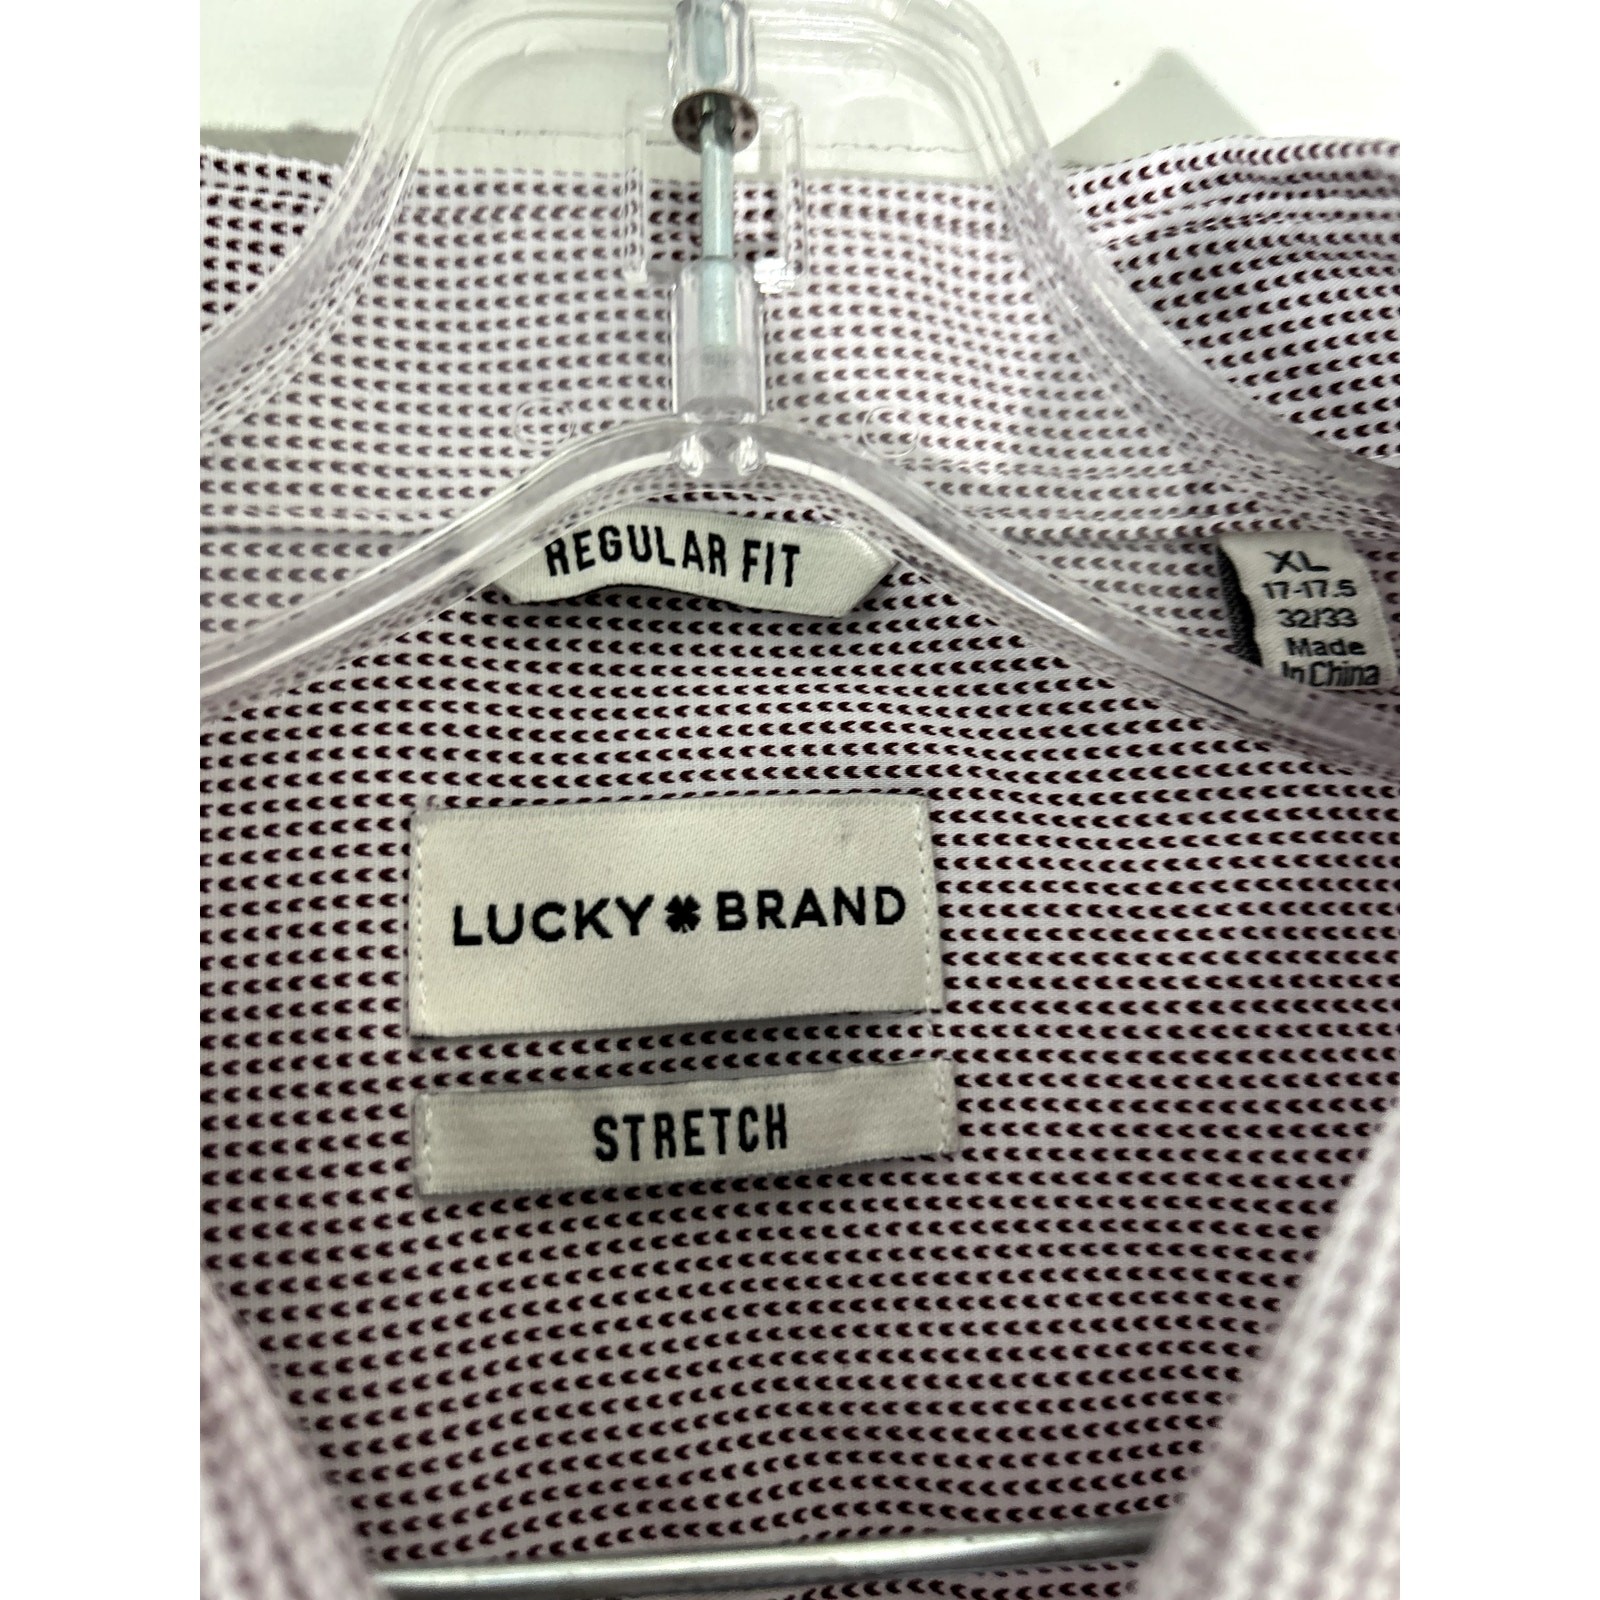 REGULAR FIT
XL
17-17.5
32/33
Made
In China
LUCKY BRAND
STRETCH